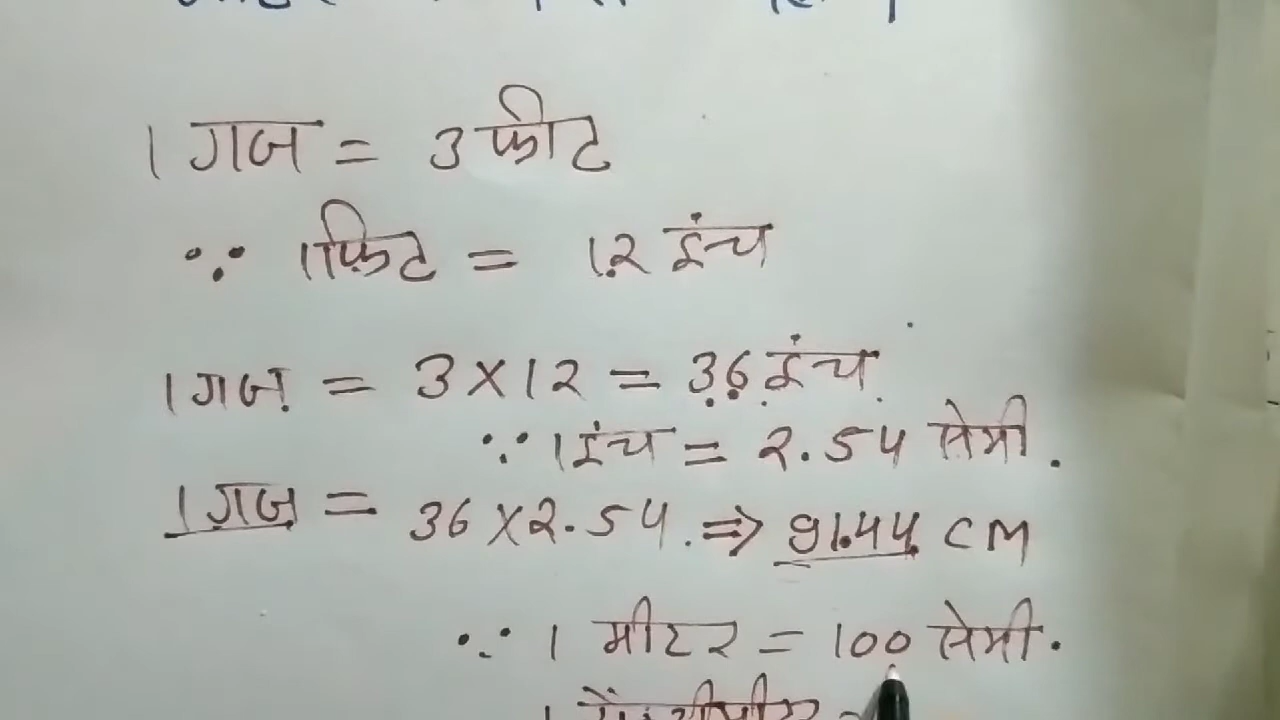 1 गज = 3 फीट
∵ 1 फिट = 12 इंच
1 गज = 3 X 12 = 36 इंच
∵ 1 इंच = 2.54 सेमी.
1 गज = 36 X 2.54 ⇒ 91.44 CM
∵ 1 मीटर = 100 सेमी.